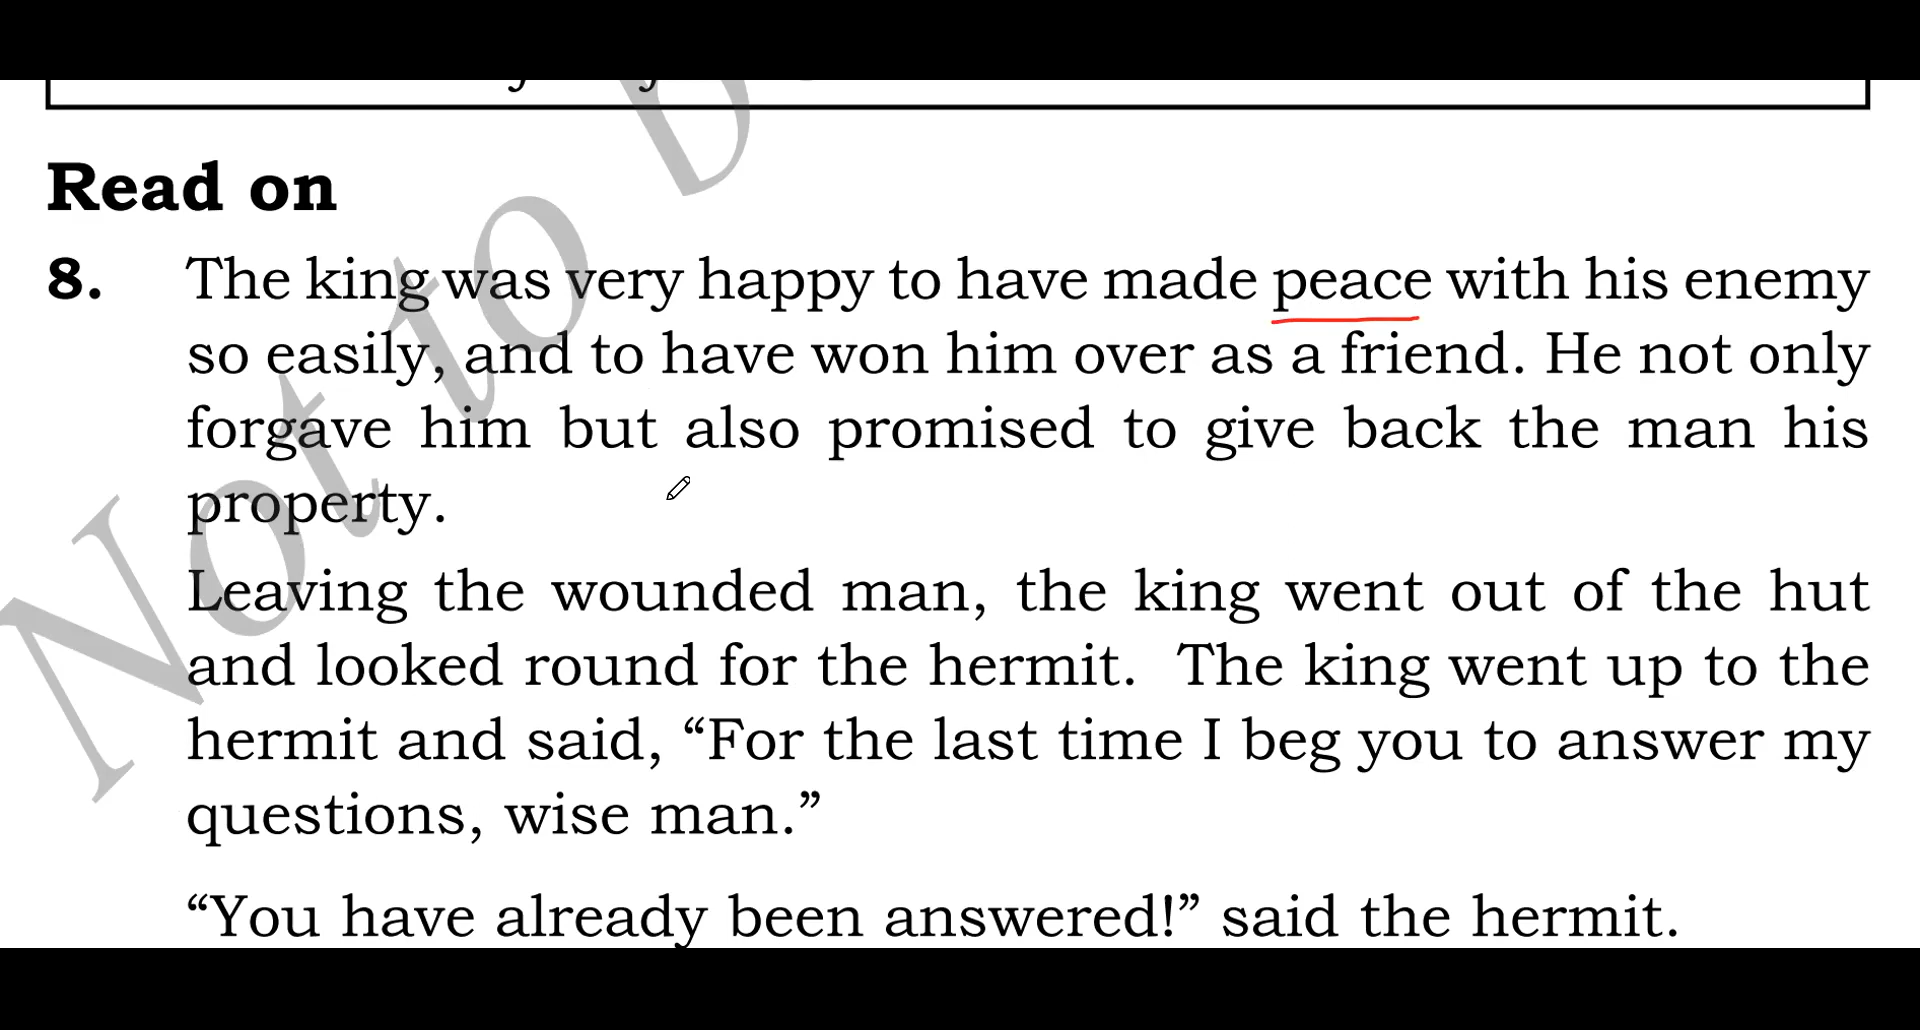 Read on
8. The king was very happy to have made peace with his enemy
so easily, and to have won him over as a friend. He not only
forgave him but also promised to give back the man his
property.
Leaving the wounded man, the king went out of the hut
and looked round for the hermit. The king went up to the
hermit and said, “For the last time I beg you to answer my
questions, wise man.”
“You have already been answered!” said the hermit.
Not to b